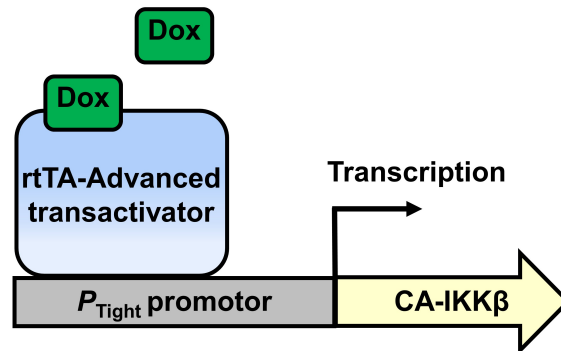 Dox
Dox
rtTA-Advanced
transactivator
Transcription
PTight promotor
CA-IKKβ